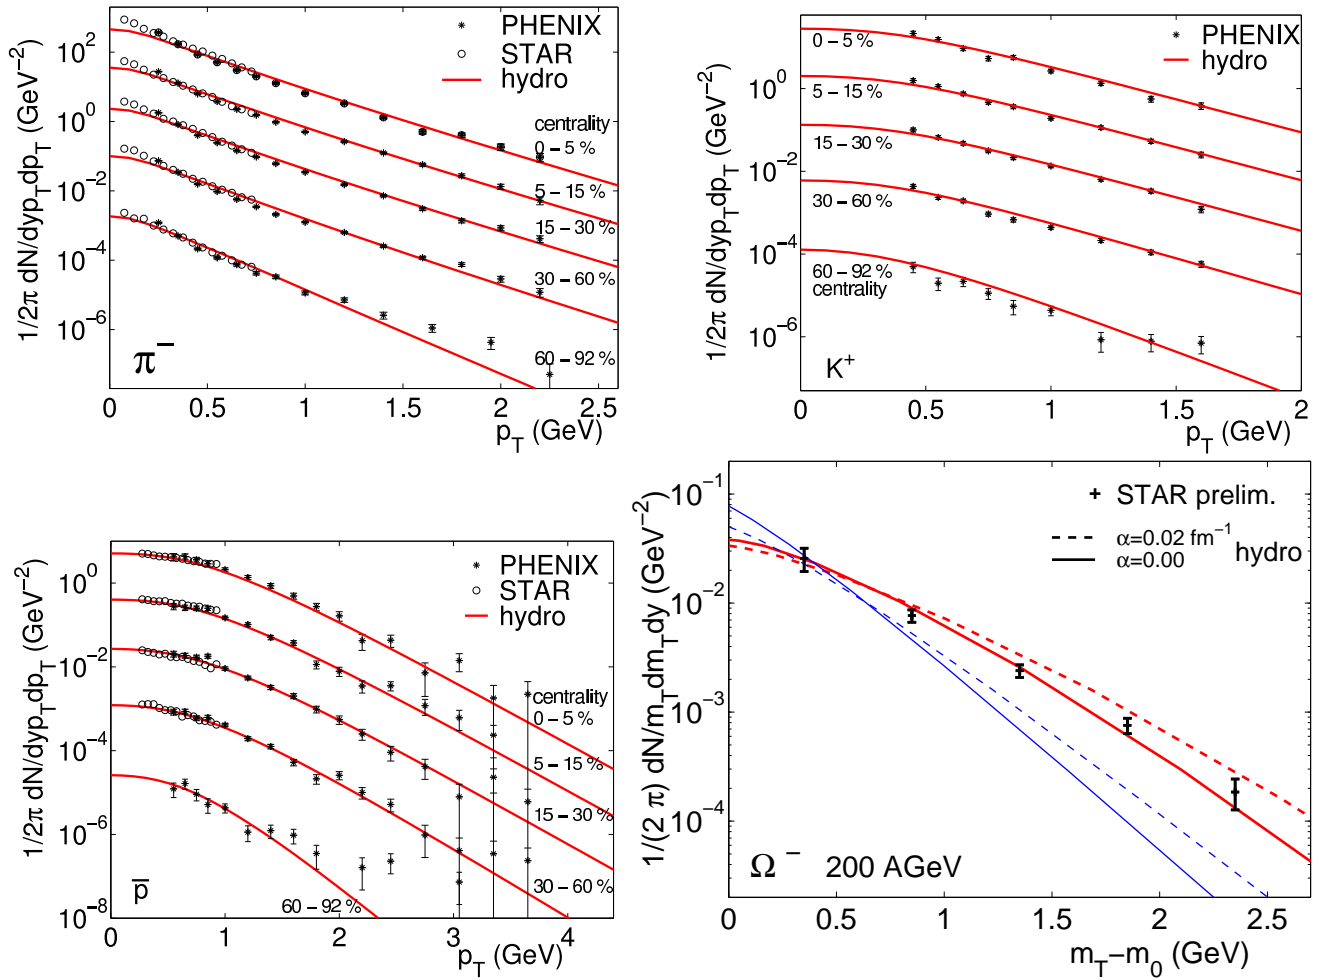 1/2π dN/dyp_T dp_T (GeV⁻²)
10²
10⁰
10⁻²
10⁻⁴
10⁻⁶
PHENIX
STAR
hydro
centrality
0 – 5 %
5 – 15 %
15 – 30 %
30 – 60 %
60 – 92 %
π⁻
0 0.5 1 1.5 2 2.5
p_T (GeV)
1/2π dN/dyp_T dp_T (GeV⁻²)
10⁰
10⁻²
10⁻⁴
10⁻⁶
PHENIX
hydro
0 – 5 %
5 – 15 %
15 – 30 %
30 – 60 %
60 – 92 %
centrality
K⁺
0 0.5 1 1.5 2
p_T (GeV)
1/2π dN/dyp_T dp_T (GeV⁻²)
10⁰
10⁻²
10⁻⁴
10⁻⁶
10⁻⁸
PHENIX
STAR
hydro
centrality
0 – 5 %
5 – 15 %
15 – 30 %
30 – 60 %
60 – 92 %
p̅
0 1 2 3 4
p_T (GeV)
1/(2 π) dN/m_T dm_T dy (GeV⁻²)
10⁻¹
10⁻²
10⁻³
10⁻⁴
STAR prelim.
α=0.02 fm⁻¹
hydro
α=0.00
Ω⁻ 200 AGeV
0 0.5 1 1.5 2 2.5
m_T−m_0 (GeV)